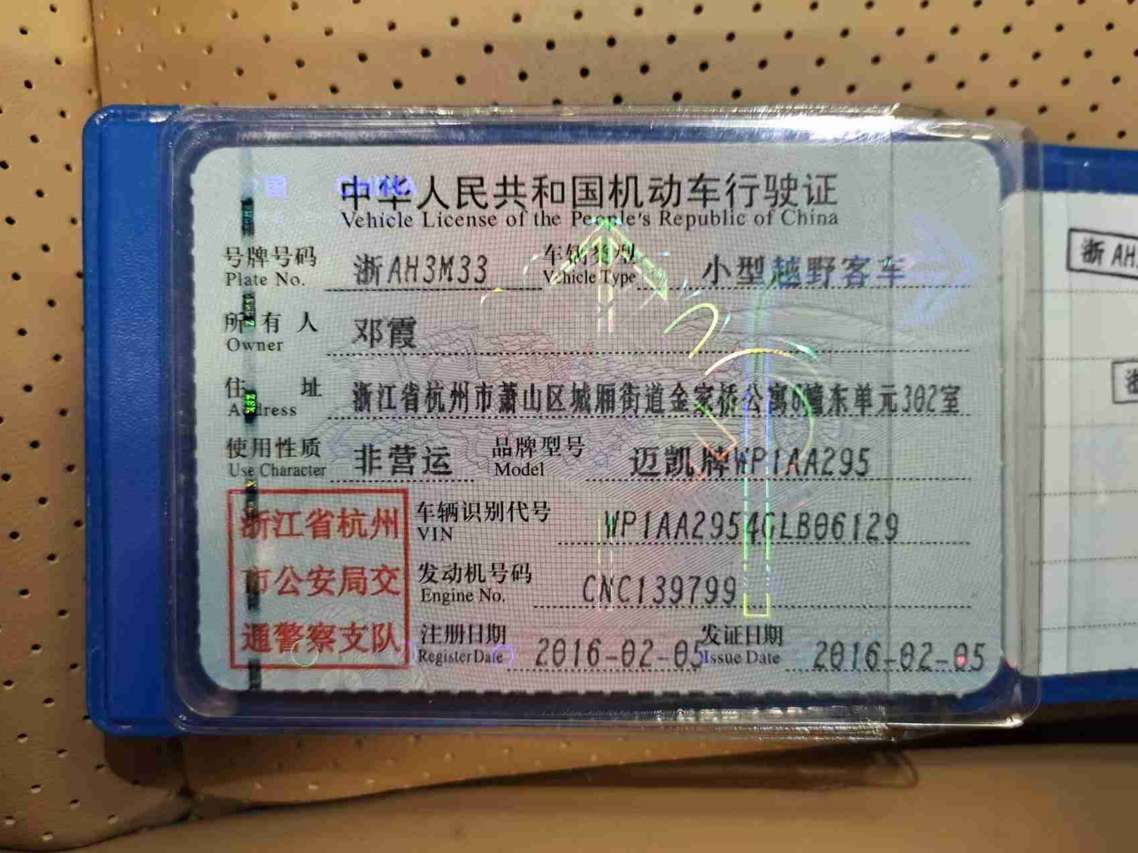 中华人民共和国机动车行驶证
Vehicle License of the People's Republic of China
号牌号码 浙AH3M33 车辆类型 小型越野客车
Plate No. Vehicle Type
所有人 邓霞
Owner
住址 浙江省杭州市萧山区城厢街道金家桥公寓6幢东单元302室
Address
使用性质 非营运 品牌型号 迈凯牌WP1AA295
Use Character Model
浙江省杭州 车辆识别代号 WP1AA2954GLB06129
VIN
市公安局交 发动机号码 CNC139799
Engine No.
通警察支队 注册日期 2016-02-05 发证日期 2016-02-05
Register Date Issue Date
浙AH